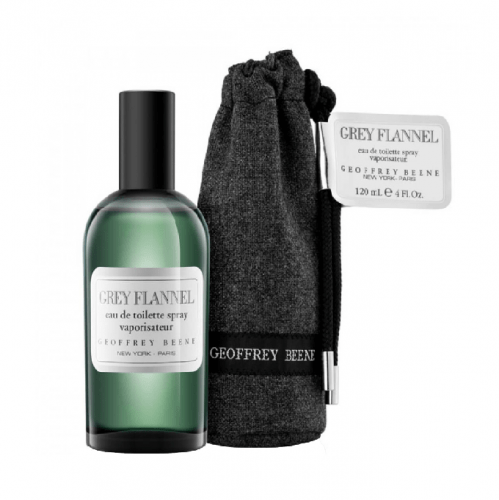 GREY FLANNEL
eau de toilette spray
vaporisateur
GEOFFREY BEENE
NEW YORK - PARIS
GEOFFREY BEENE
GREY FLANNEL
eau de toilette spray
vaporisateur
GEOFFREY BEENE
NEW YORK - PARIS
120 mL e 4 Fl. Oz.